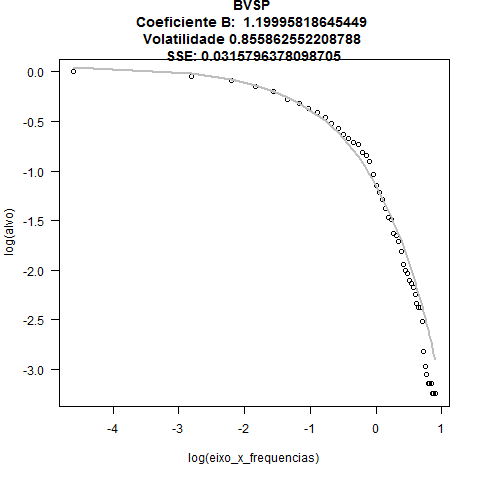 BVSP
Coeficiente B: 1.19995818645449
Volatilidade 0.855862552208788
SSE: 0.0315796378098705
0.0
-0.5
-1.0
-1.5
-2.0
-2.5
-3.0
log(alvo)
-4 -3 -2 -1 0 1
log(eixo_x_frequencias)